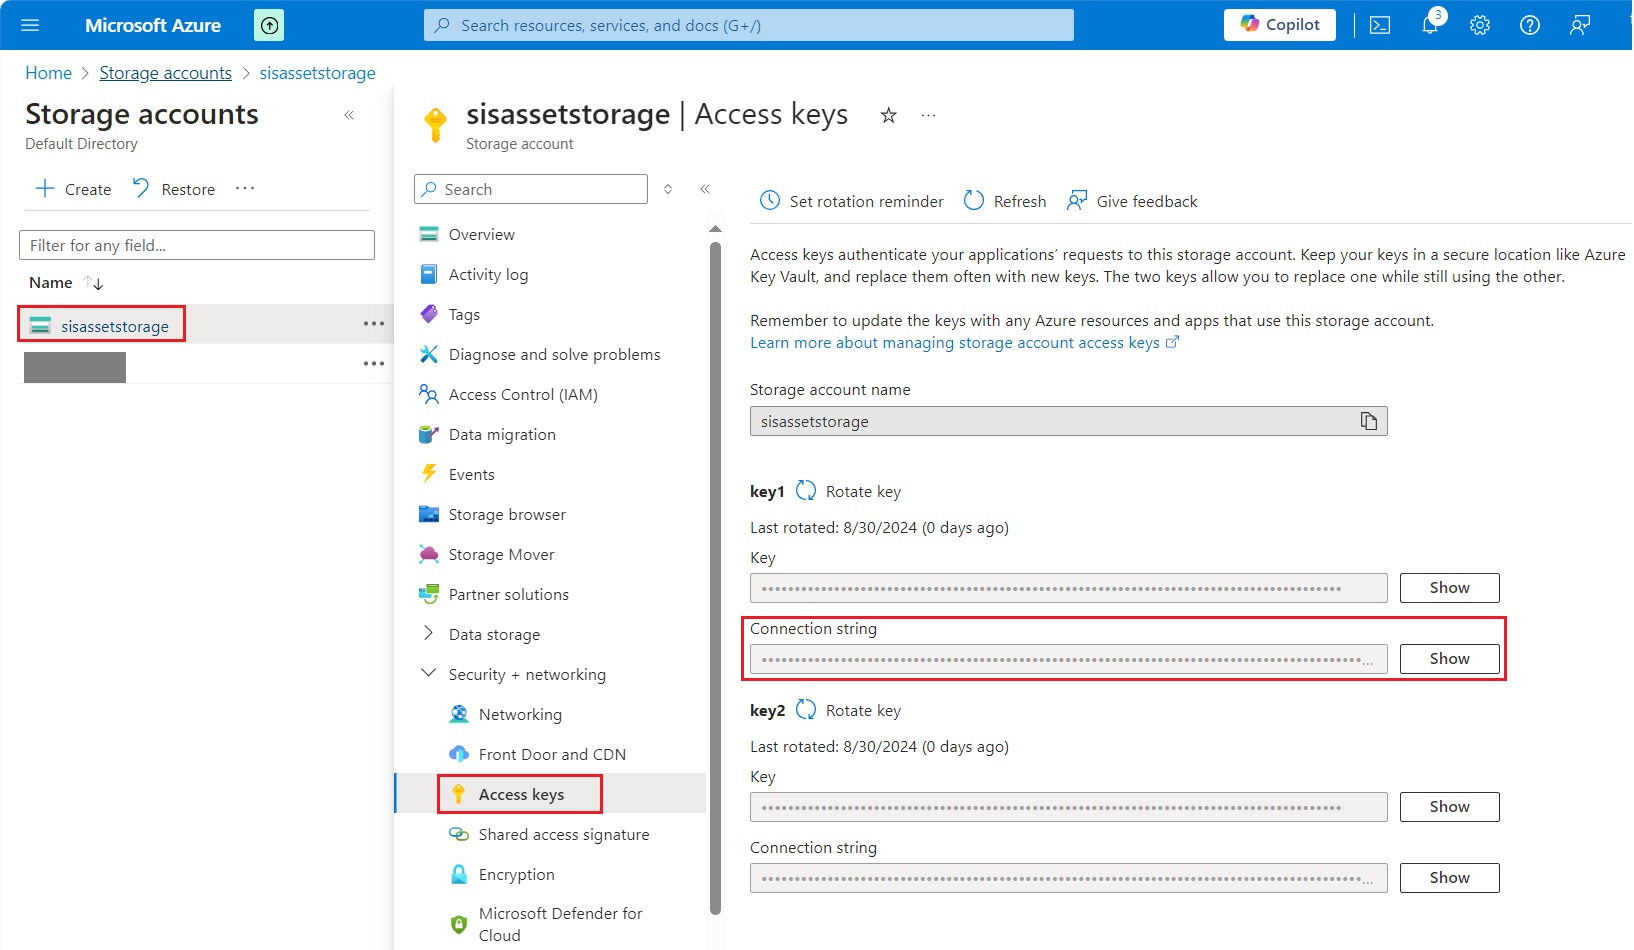 Microsoft Azure
Search resources, services, and docs (G+/)
Copilot
3
Home > Storage accounts > sisassetstorage
Storage accounts
Default Directory
Create
Restore
Filter for any field...
Name
sisassetstorage
sisassetstorage | Access keys
Storage account
Search
Overview
Activity log
Tags
Diagnose and solve problems
Access Control (IAM)
Data migration
Events
Storage browser
Storage Mover
Partner solutions
Data storage
Security + networking
Networking
Front Door and CDN
Access keys
Shared access signature
Encryption
Microsoft Defender for
Cloud
Set rotation reminder
Refresh
Give feedback
Access keys authenticate your applications’ requests to this storage account. Keep your keys in a secure location like Azure
Key Vault, and replace them often with new keys. The two keys allow you to replace one while still using the other.
Remember to update the keys with any Azure resources and apps that use this storage account.
Learn more about managing storage account access keys
Storage account name
sisassetstorage
key1 Rotate key
Last rotated: 8/30/2024 (0 days ago)
Key
Show
Connection string
Show
key2 Rotate key
Last rotated: 8/30/2024 (0 days ago)
Key
Show
Connection string
Show